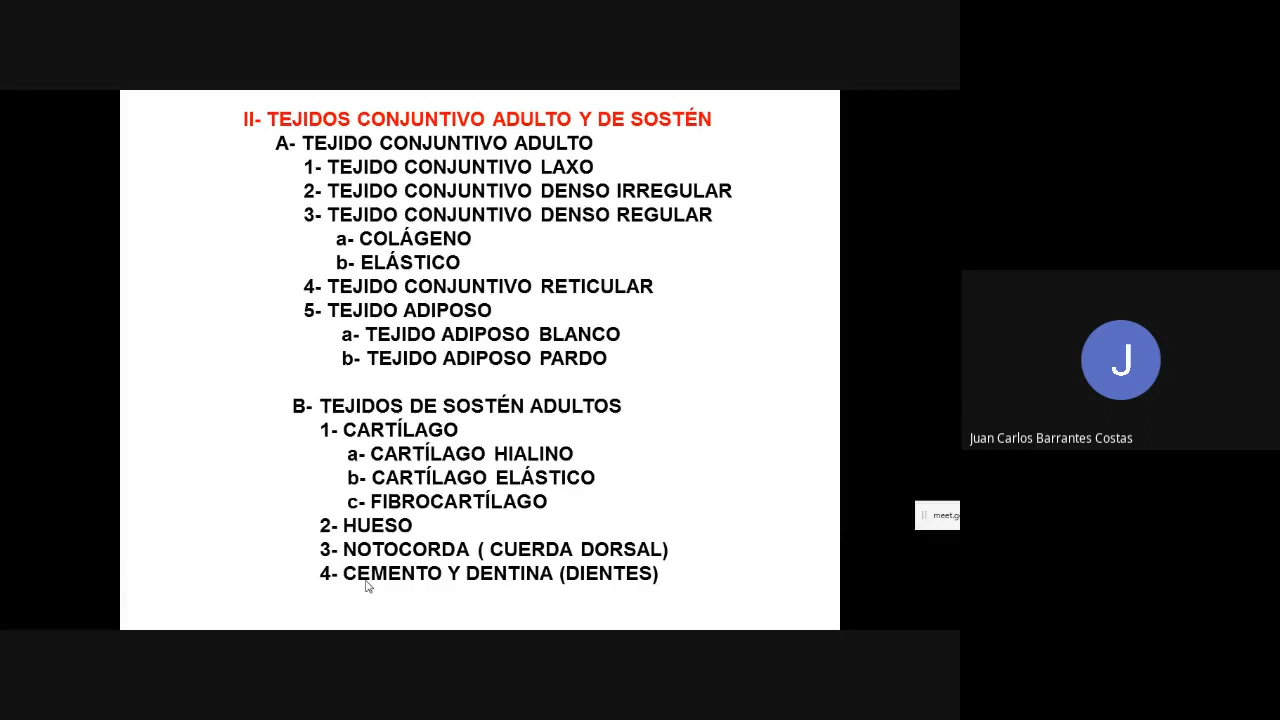 II- TEJIDOS CONJUNTIVO ADULTO Y DE SOSTÉN
A- TEJIDO CONJUNTIVO ADULTO
1- TEJIDO CONJUNTIVO LAXO
2- TEJIDO CONJUNTIVO DENSO IRREGULAR
3- TEJIDO CONJUNTIVO DENSO REGULAR
a- COLÁGENO
b- ELÁSTICO
4- TEJIDO CONJUNTIVO RETICULAR
5- TEJIDO ADIPOSO
a- TEJIDO ADIPOSO BLANCO
b- TEJIDO ADIPOSO PARDO
B- TEJIDOS DE SOSTÉN ADULTOS
1- CARTÍLAGO
a- CARTÍLAGO HIALINO
b- CARTÍLAGO ELÁSTICO
c- FIBROCARTÍLAGO
2- HUESO
3- NOTOCORDA ( CUERDA DORSAL)
4- CEMENTO Y DENTINA (DIENTES)
J
Juan Carlos Barrantes Costas